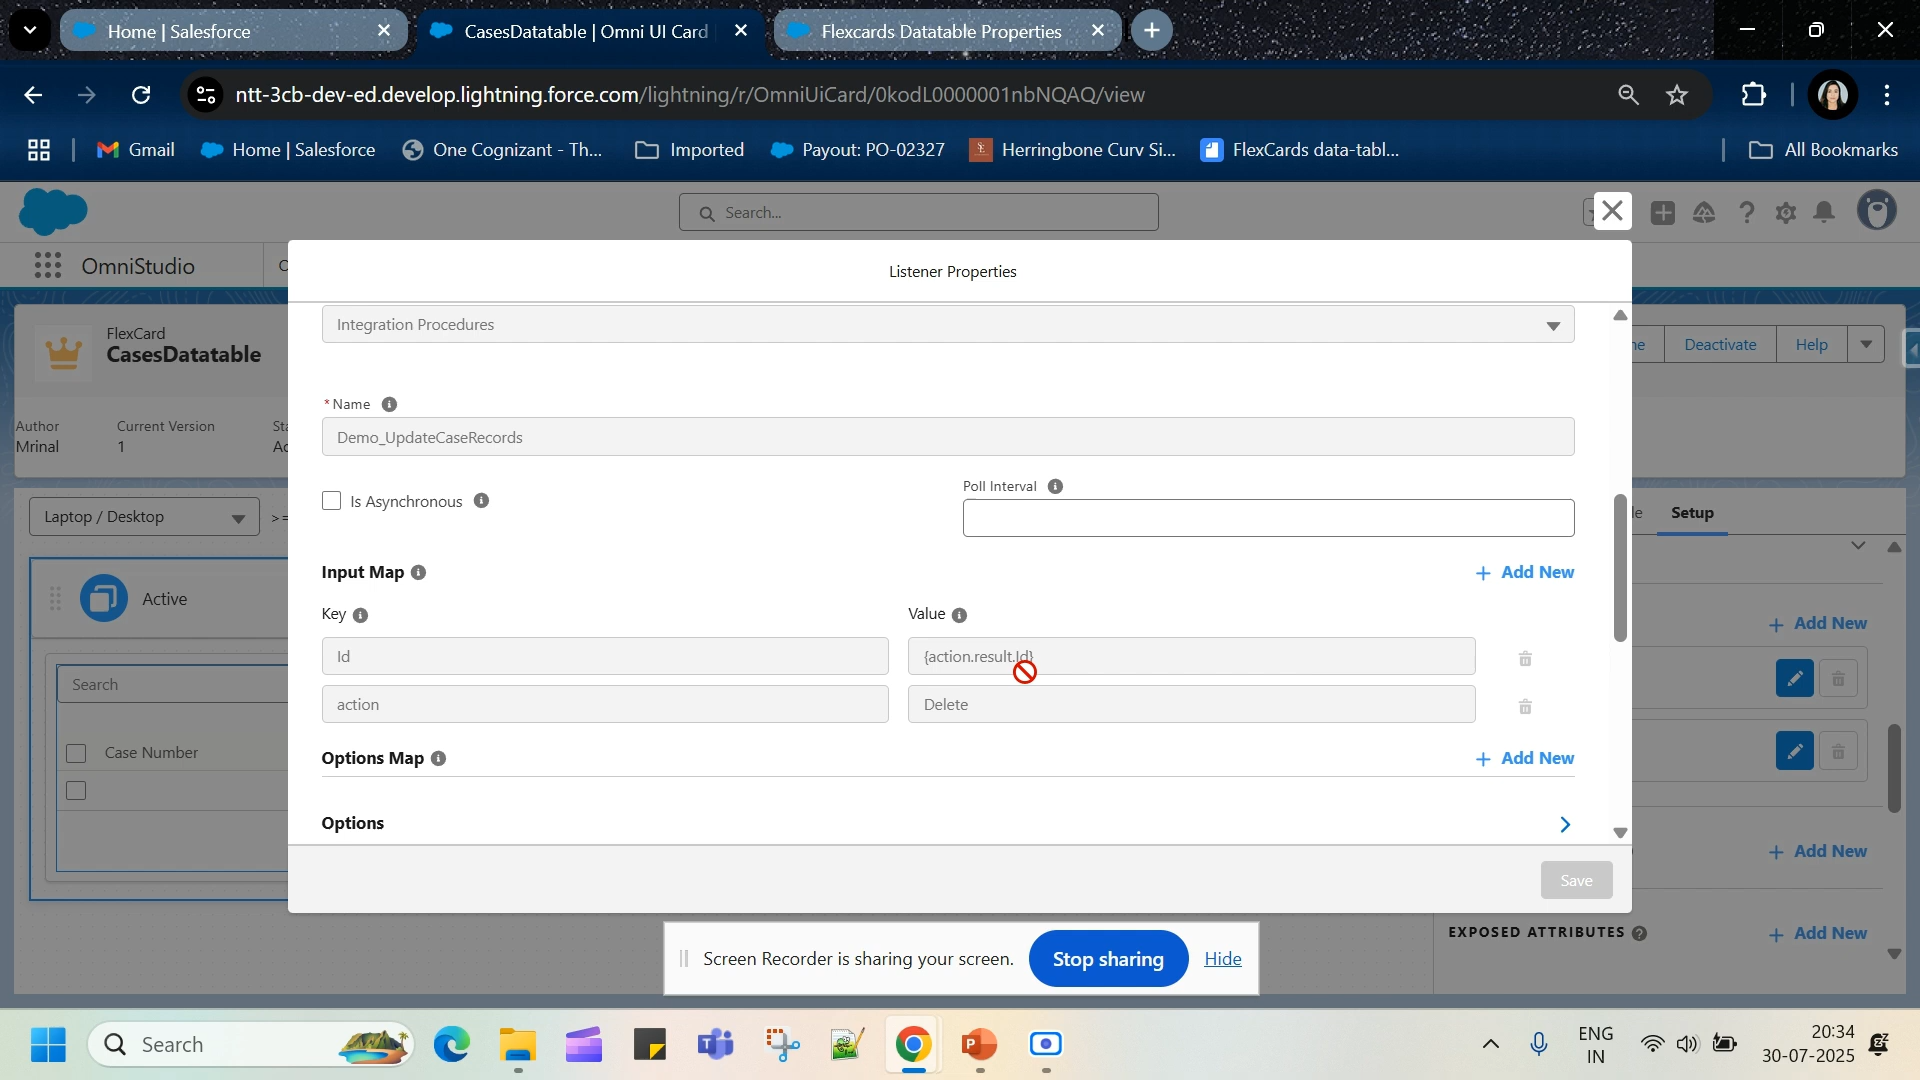 Home | Salesforce
CasesDatatable | Omni UI Card
Flexcards Datatable Properties
ntt-3cb-dev-ed.develop.lightning.force.com/lightning/r/OmniUiCard/0kodL0000001nbNQAQ/view
Gmail
Home | Salesforce
One Cognizant - Th...
Imported
Payout: PO-02327
Herringbone Curv Si...
FlexCards data-tabl...
All Bookmarks
Search...
OmniStudio
Listener Properties
FlexCard
CasesDatatable
Deactivate
Help
Author
Current Version
Mrinal
1
Integration Procedures
* Name
Demo_UpdateCaseRecords
Is Asynchronous
Poll Interval
Laptop / Desktop
>=
Setup
Input Map
+ Add New
Key
Value
Active
+ Add New
Id
{action.result.Id}
Search
action
Delete
Case Number
Options Map
+ Add New
Options
+ Add New
Save
EXPOSED ATTRIBUTES
+ Add New
Screen Recorder is sharing your screen.
Stop sharing
Hide
Search
ENG
IN
20:34
30-07-2025